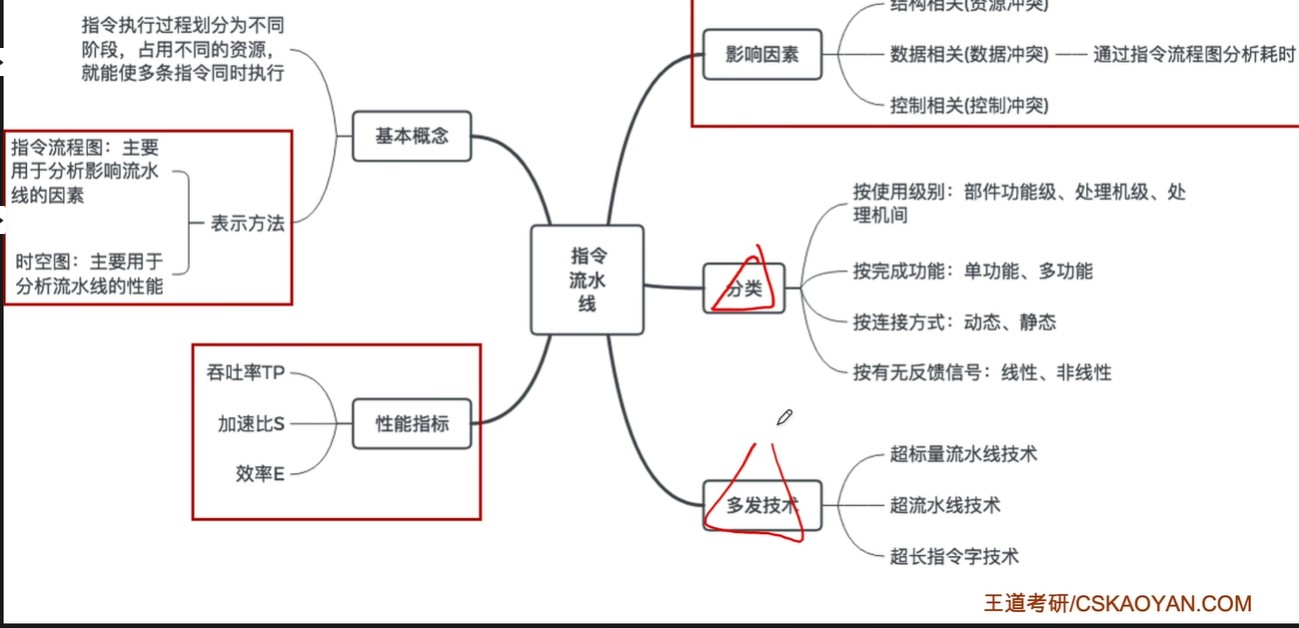 指令执行过程划分为不同
阶段，占用不同的资源，
就能使多条指令同时执行
基本概念
指令流程图：主要
用于分析影响流水
线的因素
表示方法
时空图：主要用于
分析流水线的性能
吞吐率TP
加速比S
效率E
性能指标
指令
流水
线
结构相关(资源冲突)
影响因素
数据相关(数据冲突)
通过指令流程图分析耗时
控制相关(控制冲突)
分类
按使用级别：部件功能级、处理机级、处
理机间
按完成功能：单功能、多功能
按连接方式：动态、静态
按有无反馈信号：线性、非线性
多发技术
超标量流水线技术
超流水线技术
超长指令字技术
王道考研/CSKAOYAN.COM